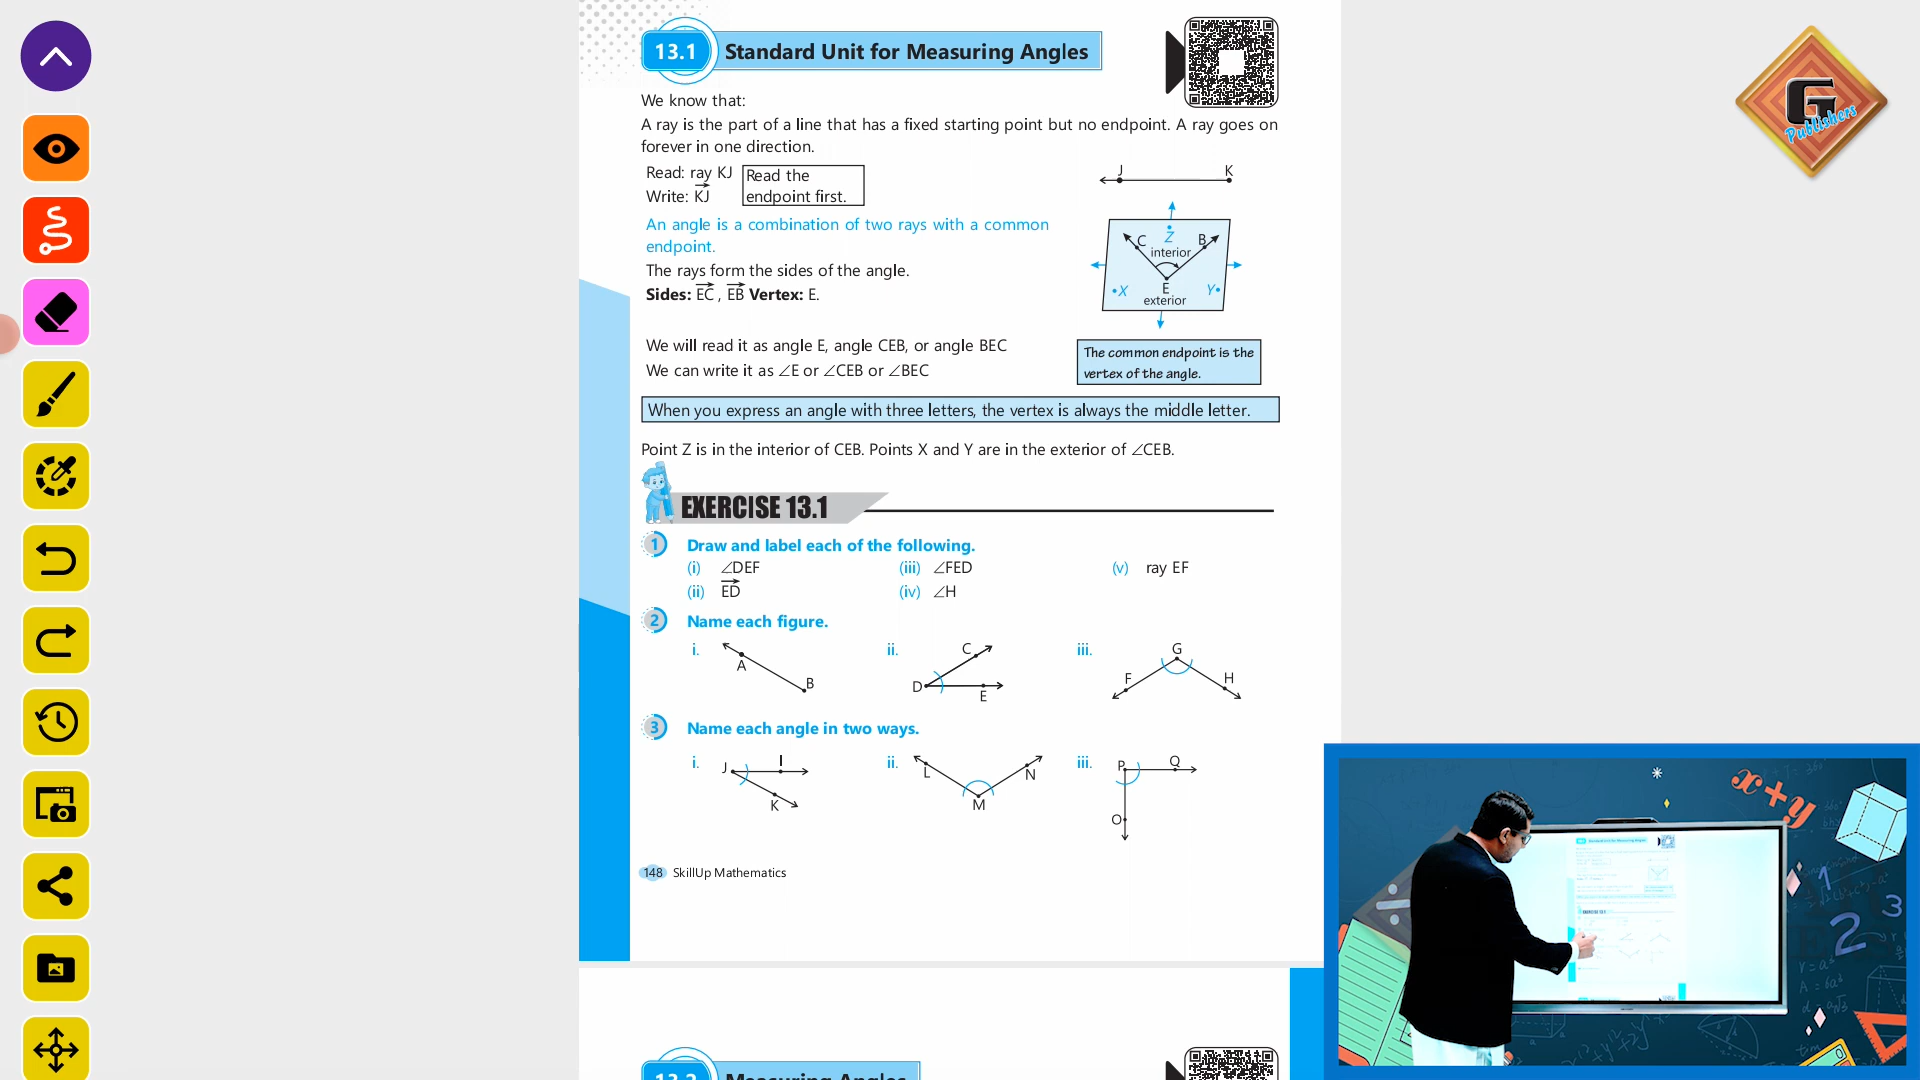 13.1 Standard Unit for Measuring Angles
We know that:
A ray is the part of a line that has a fixed starting point but no endpoint. A ray goes on
forever in one direction.
Read: ray KJ
Write: KJ
Read the
endpoint first.
J K
An angle is a combination of two rays with a common
endpoint.
The rays form the sides of the angle.
Sides: EC , EB Vertex: E.
C Z B
interior
E
X Y
exterior
We will read it as angle E, angle CEB, or angle BEC
We can write it as ∠E or ∠CEB or ∠BEC
The common endpoint is the
vertex of the angle.
When you express an angle with three letters, the vertex is always the middle letter.
Point Z is in the interior of CEB. Points X and Y are in the exterior of ∠CEB.
EXERCISE 13.1
1 Draw and label each of the following.
(i) ∠DEF (iii) ∠FED (v) ray EF
(ii) ED (iv) ∠H
2 Name each figure.
i. A B
ii. C D E
iii. G F H
3 Name each angle in two ways.
i. J I K
ii. L M N
iii. P Q O
148 SkillUp Mathematics
13.2 Measuring Angles
G
Publishers
x+y
1
2
3